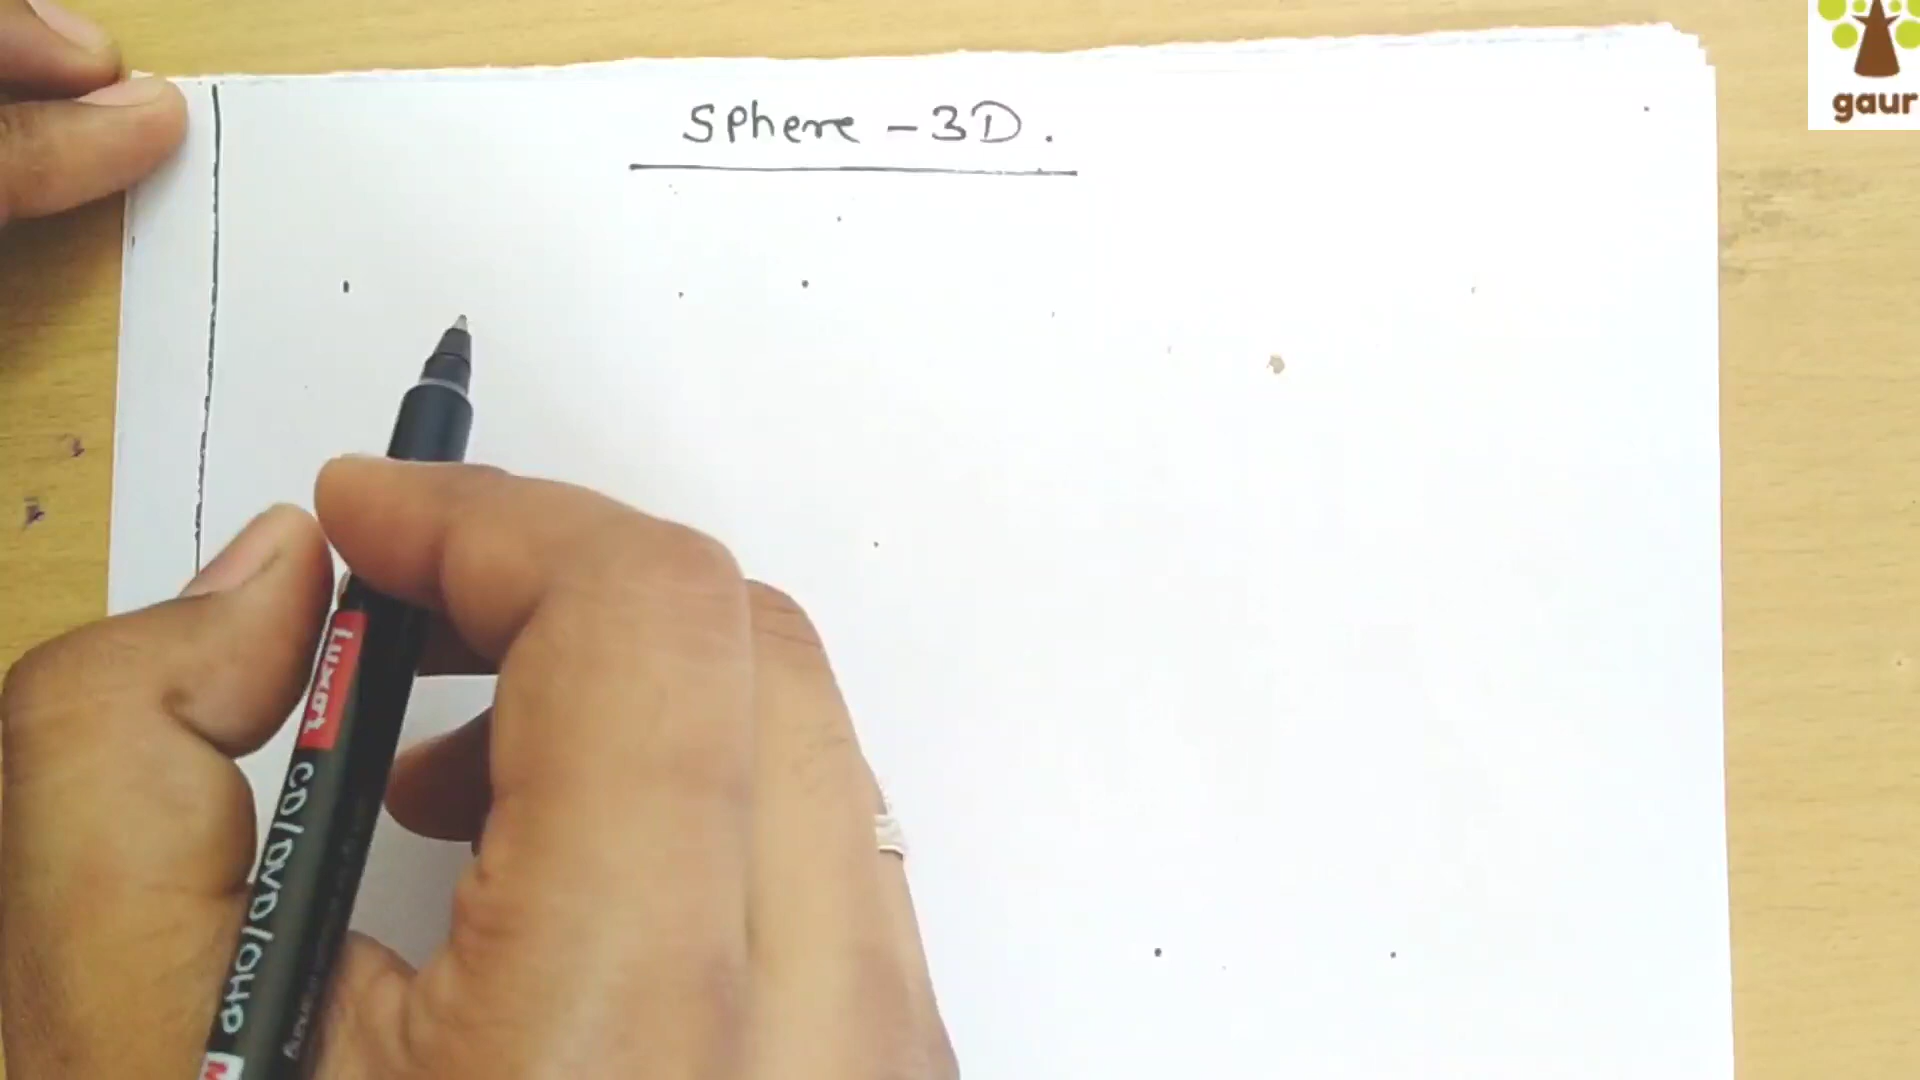 Sphere - 3D.
gaur
Luxor
CD/DVD/OHP
M